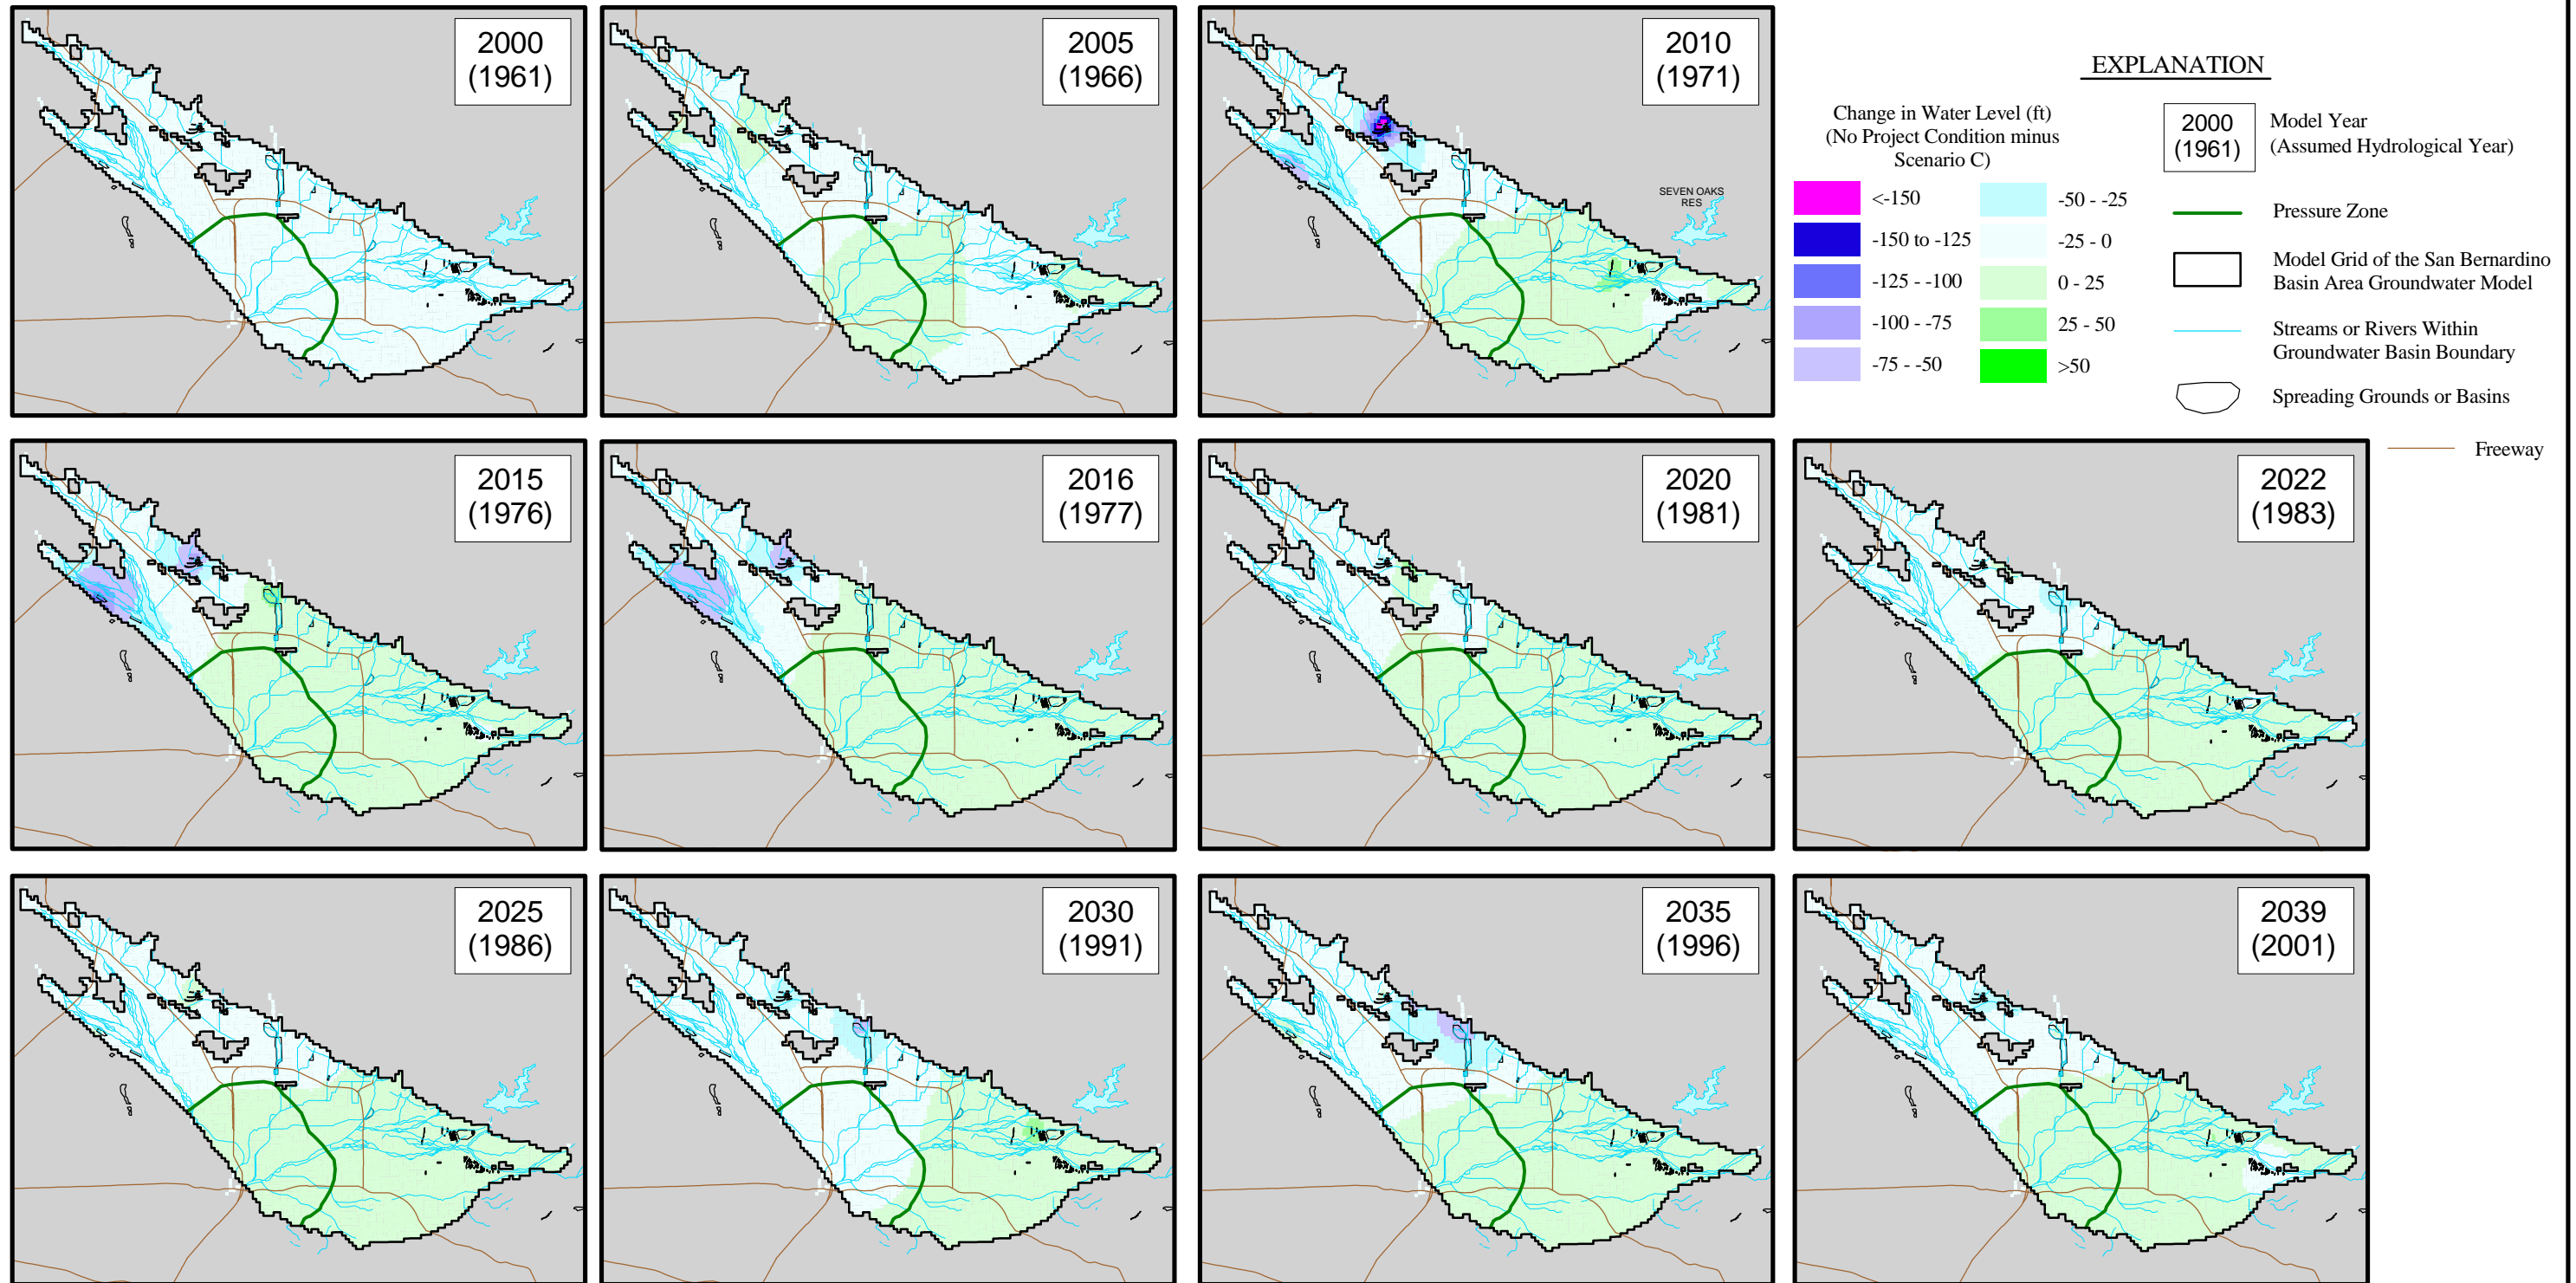 2000
(1961)
2005
(1966)
2010
(1971)
SEVEN OAKS
RES
EXPLANATION
Change in Water Level (ft)
(No Project Condition minus
Scenario C)
<-150
-150 to -125
-125 - -100
-100 - -75
-75 - -50
-50 - -25
-25 - 0
0 - 25
25 - 50
>50
2000
(1961)
Model Year
(Assumed Hydrological Year)
Pressure Zone
Model Grid of the San Bernardino
Basin Area Groundwater Model
Streams or Rivers Within
Groundwater Basin Boundary
Spreading Grounds or Basins
Freeway
2015
(1976)
2016
(1977)
2020
(1981)
2022
(1983)
2025
(1986)
2030
(1991)
2035
(1996)
2039
(2001)